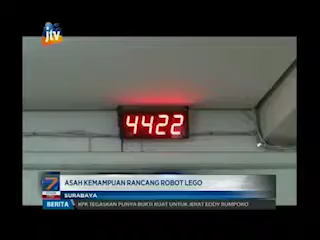 jtv
4422
7
ASAH KEMAMPUAN RANCANG ROBOT LEGO
SURABAYA
BERITA
KPK TEGASKAN PUNYA BUKTI KUAT UNTUK JERAT EDDY RUMPOKO